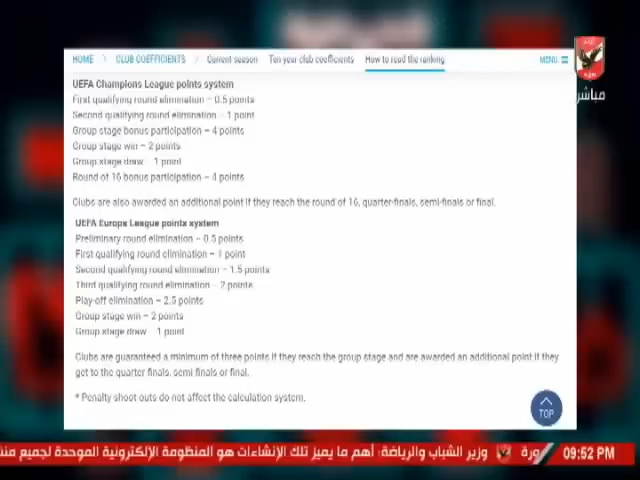 HOME
CLUB COEFFICIENTS
Current season
Ten year club coefficients
How to read the ranking
MENU
مباشر
UEFA Champions League points system
First qualifying round elimination – 0.5 points
Second qualifying round elimination – 1 point
Group stage bonus participation – 4 points
Group stage win – 2 points
Group stage draw – 1 point
Round of 16 bonus participation – 4 points
Clubs are also awarded an additional point if they reach the round of 16, quarter-finals, semi-finals or final.
UEFA Europa League points system
Preliminary round elimination – 0.5 points
First qualifying round elimination – 1 point
Second qualifying round elimination – 1.5 points
Third qualifying round elimination – 2 points
Play-off elimination – 2.5 points
Group stage win – 2 points
Group stage draw – 1 point
Clubs are guaranteed a minimum of three points if they reach the group stage and are awarded an additional point if they
get to the quarter finals, semi finals or final.
* Penalty shoot outs do not affect the calculation system.
TOP
ورة وزير الشباب والرياضة: أهم ما يميز تلك الإنشاءات هو المنظومة الإلكترونية الموحدة لجميع
09:52 PM